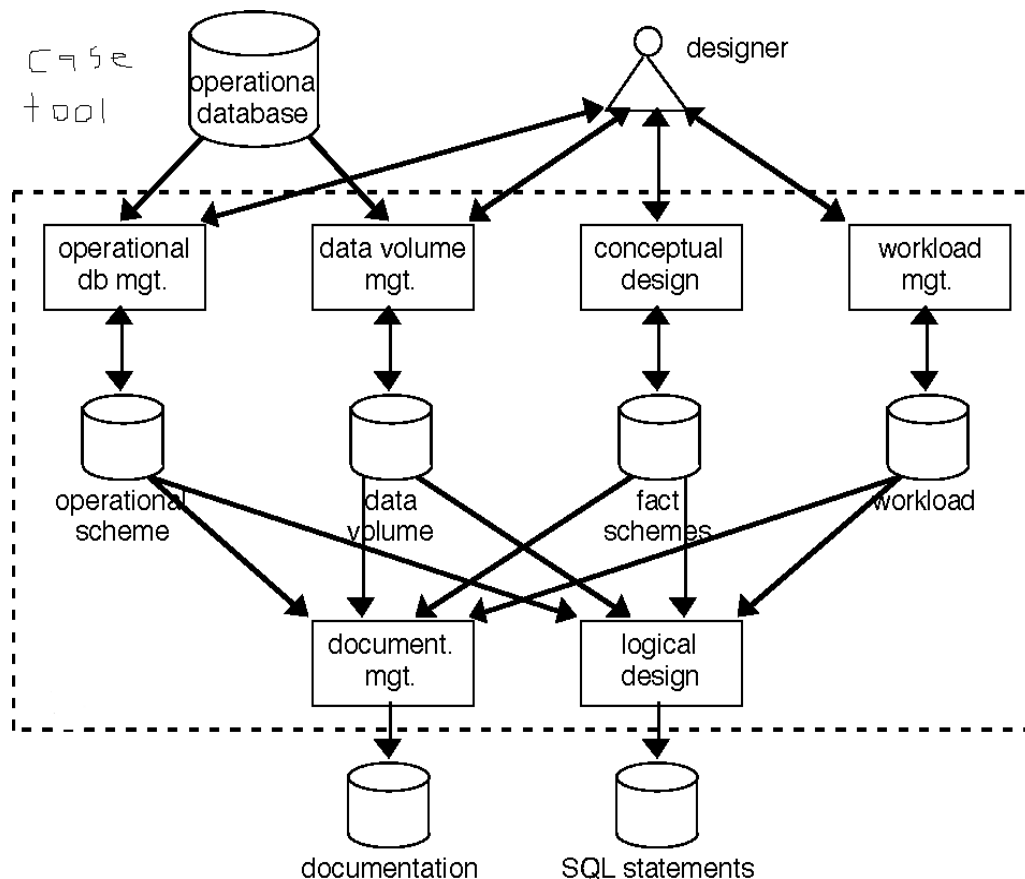 case
tool
operationa
database
designer
operational
db mgt.
data volume
mgt.
conceptual
design
workload
mgt.
operational
scheme
data
volume
fact
schemes
workload
document.
mgt.
logical
design
documentation
SQL statements